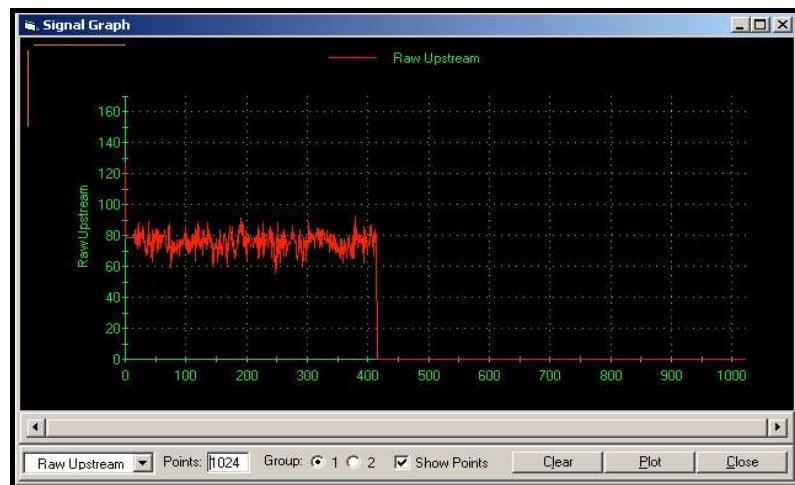 Signal Graph
Raw Upstream
160
140
120
100
80
60
40
20
0
Raw Upstream
0 100 200 300 400 500 600 700 800 900 1000
Raw Upstream Points: 1024 Group: 1 2 Show Points Clear Plot Close